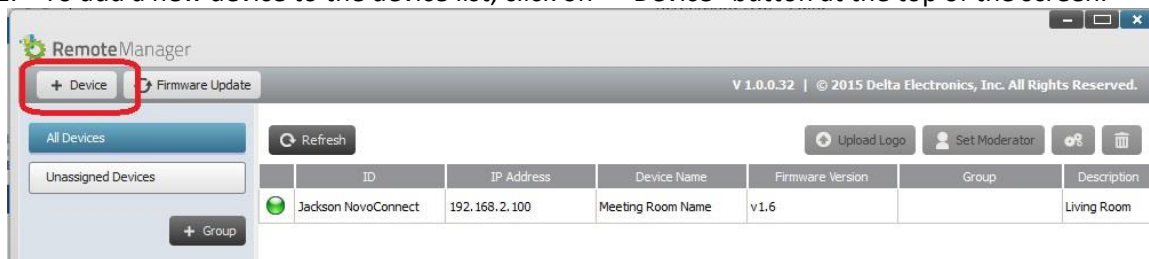 To add a new device to the device list, click on "+ Device" button at the top of the screen.
RemoteManager
+ Device Firmware Update V 1.0.0.32 | © 2015 Delta Electronics, Inc. All Rights Reserved.
All Devices Refresh Upload Logo Set Moderator
Unassigned Devices ID IP Address Device Name Firmware Version Group Description
Jackson NovoConnect 192.168.2.100 Meeting Room Name v1.6 Living Room
+ Group